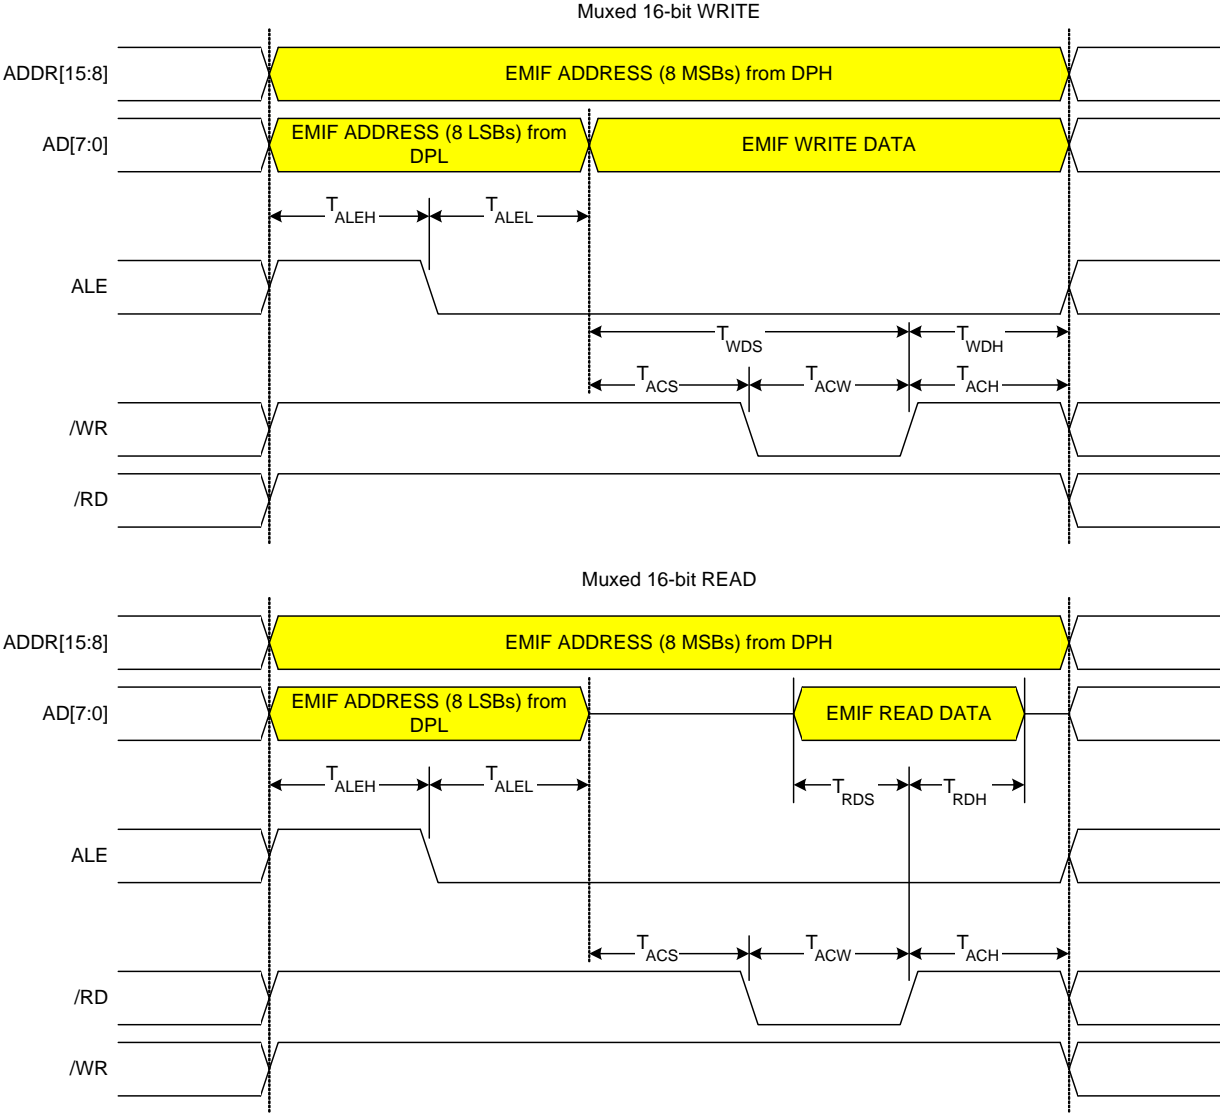 Muxed 16-bit WRITE
ADDR[15:8]
EMIF ADDRESS (8 MSBs) from DPH
AD[7:0]
EMIF ADDRESS (8 LSBs) from
DPL
EMIF WRITE DATA
TALEH
TALEL
ALE
TWDS
TWDH
TACS
TACW
TACH
/WR
/RD
Muxed 16-bit READ
ADDR[15:8]
EMIF ADDRESS (8 MSBs) from DPH
AD[7:0]
EMIF ADDRESS (8 LSBs) from
DPL
EMIF READ DATA
TALEH
TALEL
TRDS
TRDH
ALE
TACS
TACW
TACH
/RD
/WR